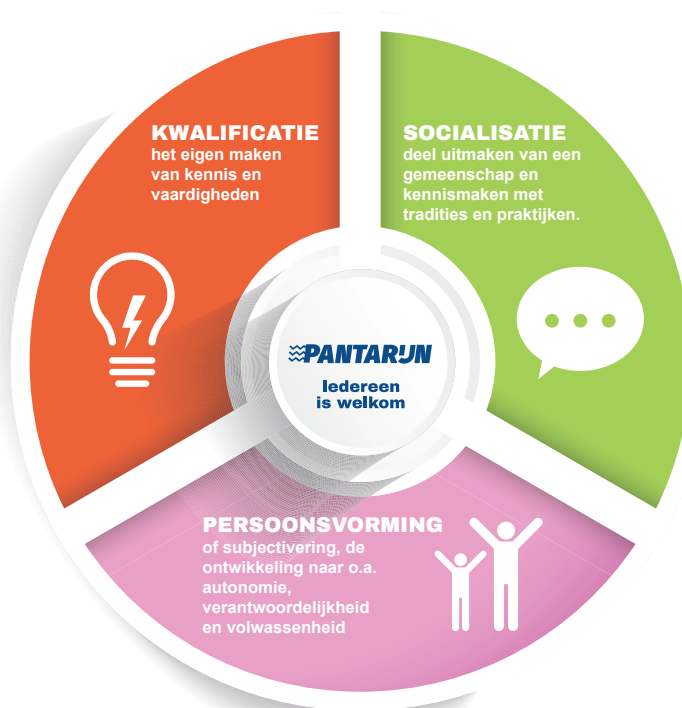 KWALIFICATIE
het eigen maken
van kennis en
vaardigheden
SOCIALISATIE
deel uitmaken van een
gemeenschap en
kennismaken met
tradities en praktijken.
PANTARIJN
Iedereen
is welkom
PERSOONSVORMING
of subjectivering, de
ontwikkeling naar o.a.
autonomie,
verantwoordelijkheid
en volwassenheid